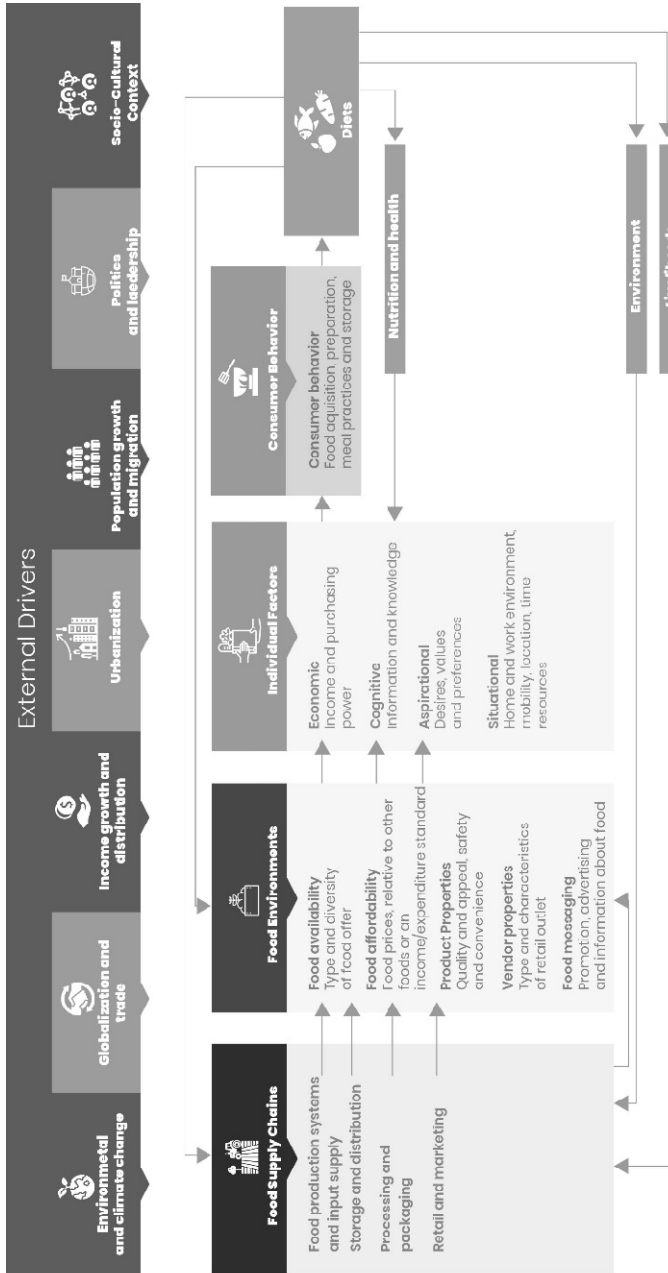 External Drivers
Environmetal
and climate change
Globalization and
trade
Income growth and
distribution
Urbanization
Population growth
and migration
Politics
and laedership
Socio-Cultural
Context
Food Supply Chains
Food production systems
and input supply
Storage and distribution
Processing and
packaging
Retail and marketing
Food Environments
Food availability
Type and diversity
of food offer
Food affordability
Food prices, relative to other
foods or an
income/expenditure standard
Product Properties
Quality and appeal, safety
and convenience
Vendor properties
Type and characteristics
of retail outlet
Food messaging
Promotion, advertising
and information about food
Individual Factors
Economic
Income and purchasing
power
Cognitive
Information and knowledge
Aspirational
Desires, values
and preferences
Situational
Home and work environment,
mobility, location, time
resources
Consumer Behavior
Consumer behavior
Food aquisition, preparation,
meal practices and storage
Diets
Nutrition and health
Environment